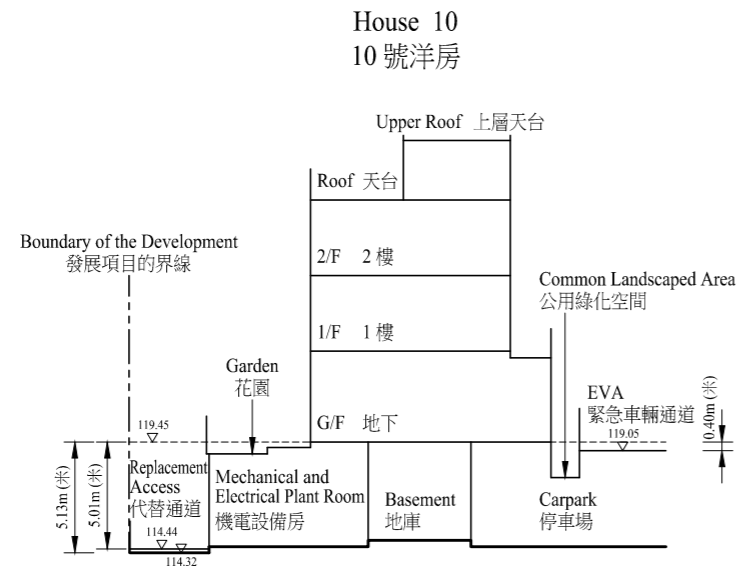 House 10
10 號洋房
Upper Roof 上層天台
Roof 天台
Boundary of the Development
發展項目的界線
2/F 2 樓
Common Landscaped Area
公用綠化空間
1/F 1 樓
Garden
花園
EVA
緊急車輛通道
G/F 地下
119.45
119.05
0.40m (米)
Replacement
Access
代替通道
Mechanical and
Electrical Plant Room
機電設備房
Basement
地庫
Carpark
停車場
5.13m (米)
5.01m (米)
114.44
114.32